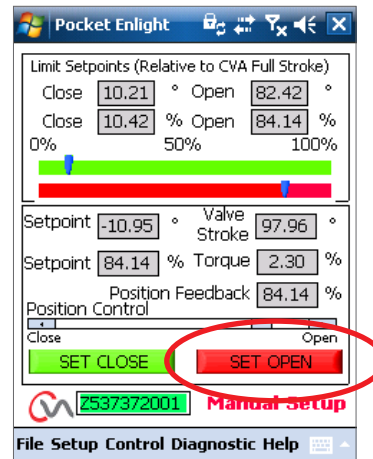 Pocket Enlight
Limit Setpoints (Relative to CVA Full Stroke)
Close 10.21 ° Open 82.42 °
Close 10.42 % Open 84.14 %
0% 50% 100%
Setpoint -10.95 ° Valve Stroke 97.96 °
Setpoint 84.14 % Torque 2.30 %
Position Feedback 84.14 %
Position Control
Close Open
SET CLOSE SET OPEN
Z537372001 Manual Setup
File Setup Control Diagnostic Help